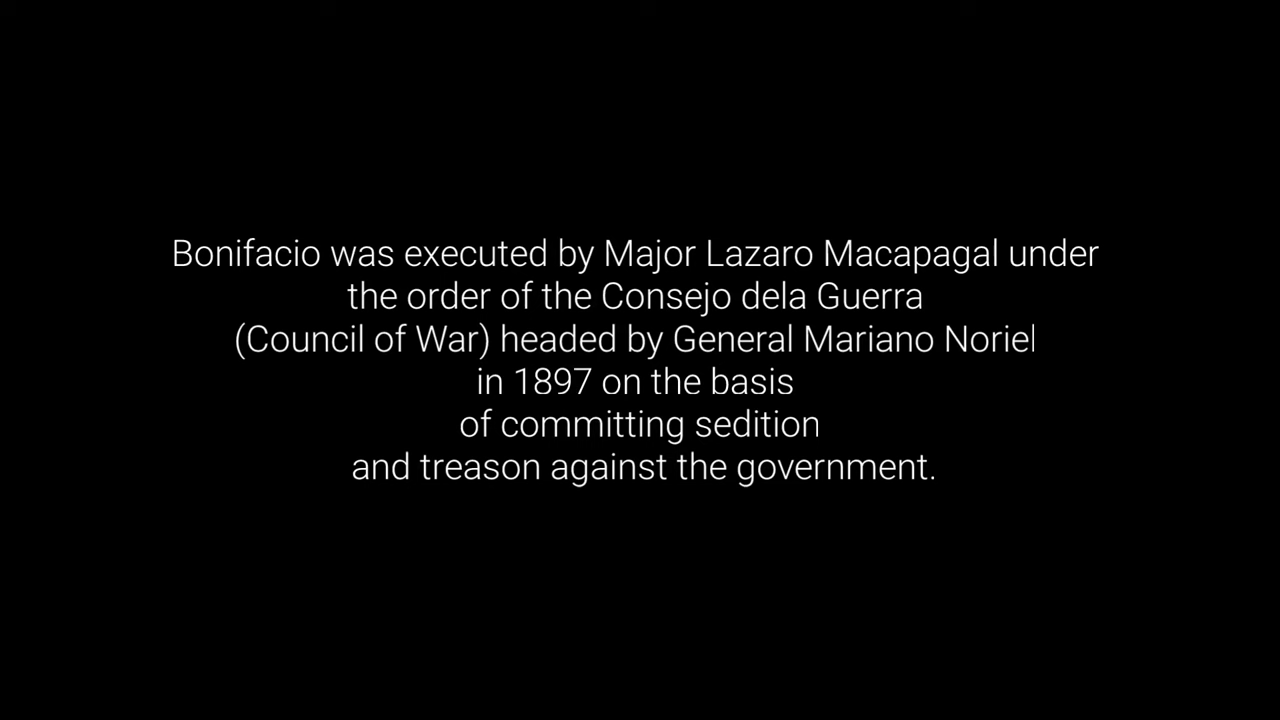 Bonifacio was executed by Major Lazaro Macapagal under
the order of the Consejo dela Guerra
(Council of War) headed by General Mariano Noriel
in 1897 on the basis
of committing sedition
and treason against the government.